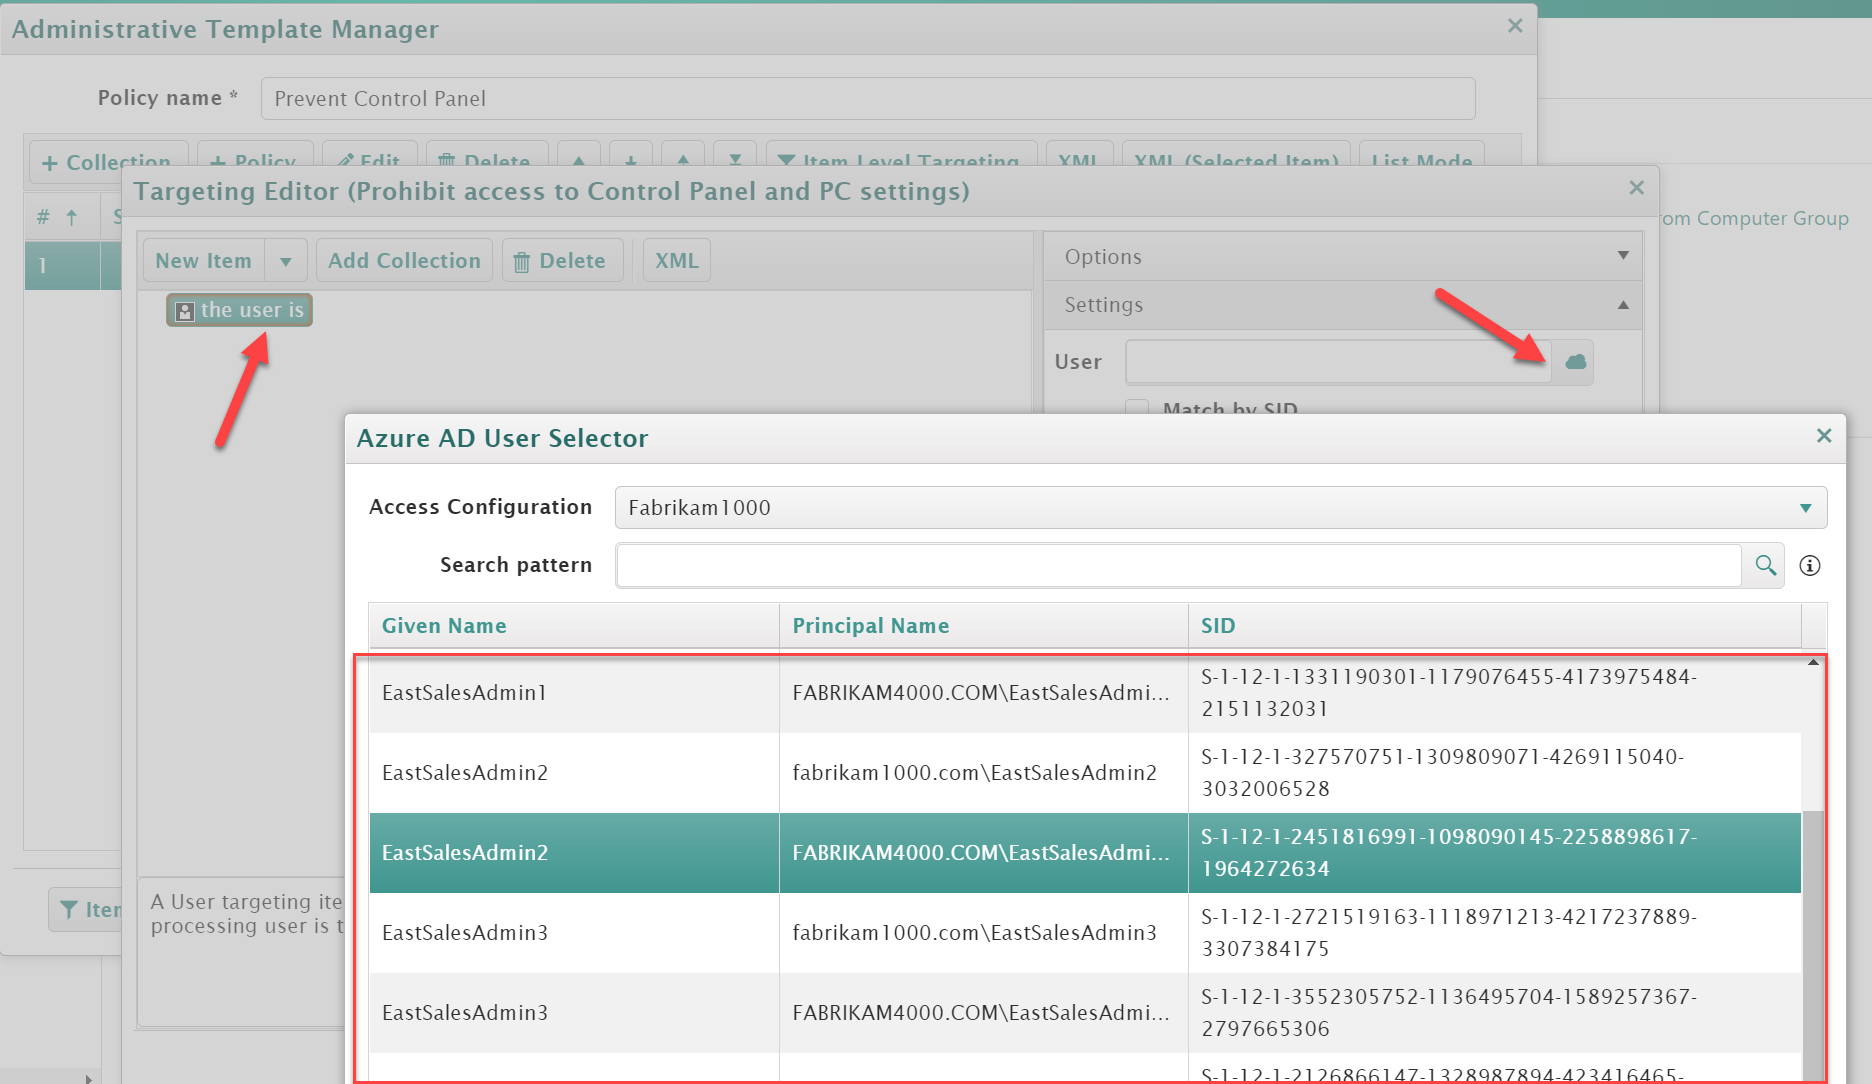 Administrative Template Manager
Policy name *
Prevent Control Panel
Collection Policy Edit Delete Item Level Targeting XML XML (Selected Item) List Mode
Targeting Editor (Prohibit access to Control Panel and PC settings)
# S
om Computer Group
1
New Item Add Collection Delete XML
Options
the user is
Settings
User
Match by SID
Azure AD User Selector
Access Configuration Fabrikam1000
Search pattern
Given Name Principal Name SID
EastSalesAdmin1 FABRIKAM4000.COM\EastSalesAdmi... S-1-12-1-1331190301-1179076455-4173975484-
2151132031
EastSalesAdmin2 fabrikam1000.com\EastSalesAdmin2 S-1-12-1-327570751-1309809071-4269115040-
3032006528
EastSalesAdmin2 FABRIKAM4000.COM\EastSalesAdmi... S-1-12-1-2451816991-1098090145-2258898617-
1964272634
EastSalesAdmin3 fabrikam1000.com\EastSalesAdmin3 S-1-12-1-2721519163-1118971213-4217237889-
3307384175
EastSalesAdmin3 FABRIKAM4000.COM\EastSalesAdmi... S-1-12-1-3552305752-1136495704-1589257367-
2797665306
S-1-12-1-2126866147-1328987894-423416465-
Iter
A User targeting ite
processing user is t